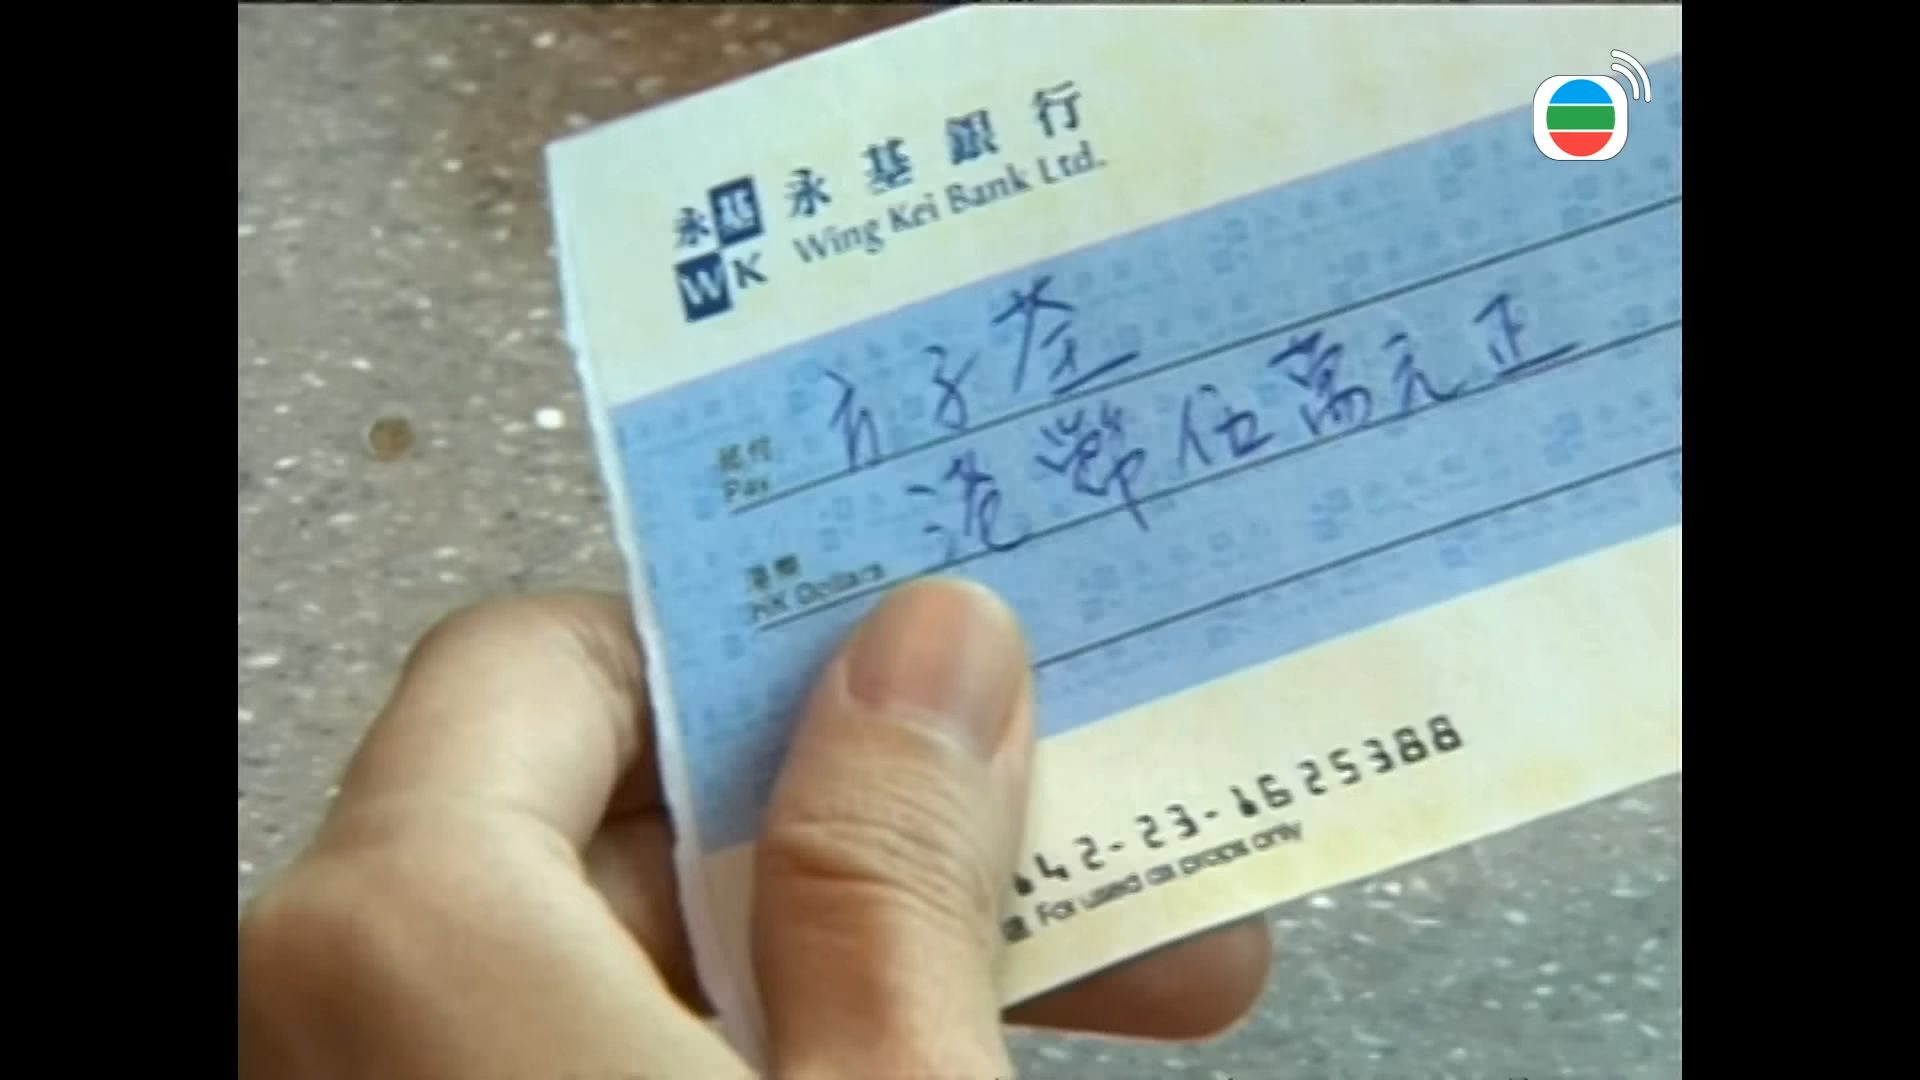 永基
WK
永基銀行
Wing Kei Bank Ltd.
祈付 方子荃
Pay
港幣 港幣伍萬元正
HK Dollars
42-23-1625388
For used as props only